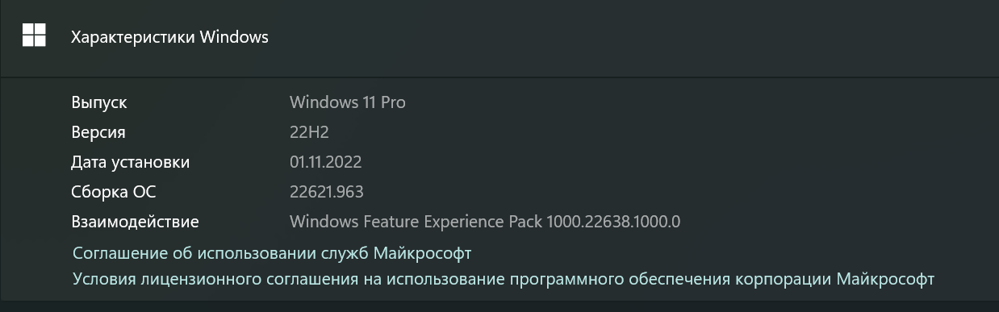 Характеристики Windows
Выпуск Windows 11 Pro
Версия 22H2
Дата установки 01.11.2022
Сборка ОС 22621.963
Взаимодействие Windows Feature Experience Pack 1000.22638.1000.0
Соглашение об использовании служб Майкрософт
Условия лицензионного соглашения на использование программного обеспечения корпорации Майкрософт